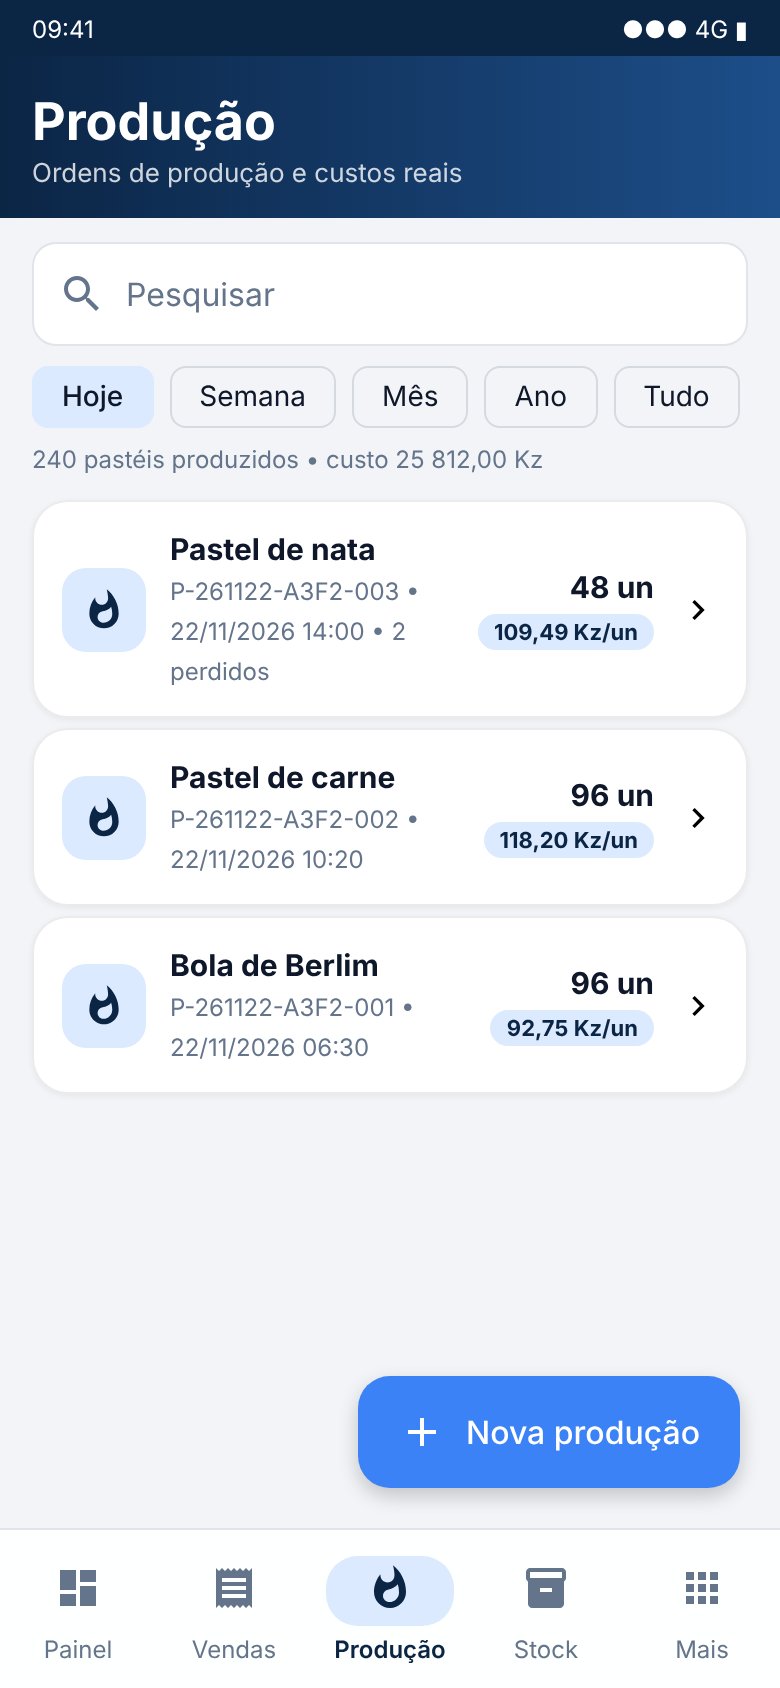 09:41
4G
Produção
Ordens de produção e custos reais
Pesquisar
Hoje
Semana
Mês
Ano
Tudo
240 pastéis produzidos • custo 25 812,00 Kz
Pastel de nata
P-261122-A3F2-003 •
22/11/2026 14:00 • 2
perdidos
48 un
109,49 Kz/un
Pastel de carne
P-261122-A3F2-002 •
22/11/2026 10:20
96 un
118,20 Kz/un
Bola de Berlim
P-261122-A3F2-001 •
22/11/2026 06:30
96 un
92,75 Kz/un
Nova produção
Painel
Vendas
Produção
Stock
Mais